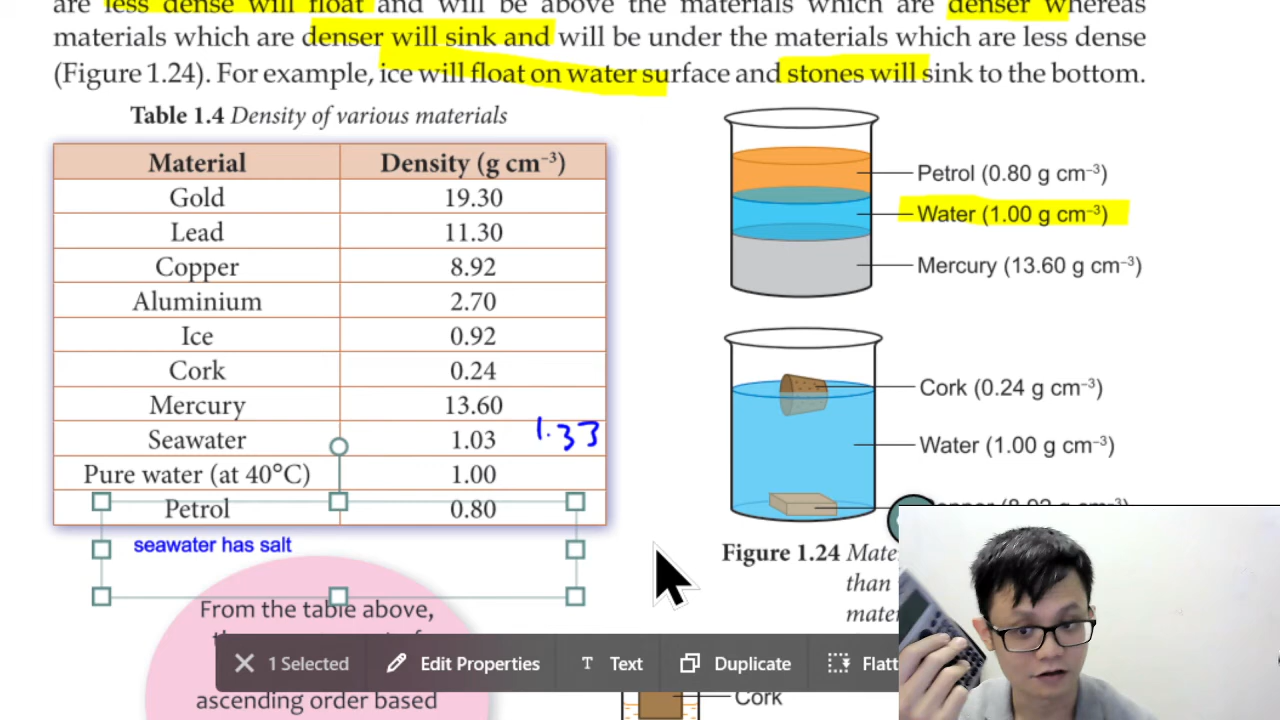 are less dense will float and will be above the materials which are denser whereas
materials which are denser will sink and will be under the materials which are less dense
(Figure 1.24). For example, ice will float on water surface and stones will sink to the bottom.
Table 1.4 Density of various materials
Material Density (g cm⁻³)
Gold 19.30
Lead 11.30
Copper 8.92
Aluminium 2.70
Ice 0.92
Cork 0.24
Mercury 13.60
Seawater 1.03 1.33
Pure water (at 40°C) 1.00
Petrol 0.80
seawater has salt
From the table above,
ascending order based
Petrol (0.80 g cm⁻³)
Water (1.00 g cm⁻³)
Mercury (13.60 g cm⁻³)
Cork (0.24 g cm⁻³)
Water (1.00 g cm⁻³)
Copper (8.92 g cm⁻³)
Figure 1.24
than
Cork
1 Selected Edit Properties Text Duplicate